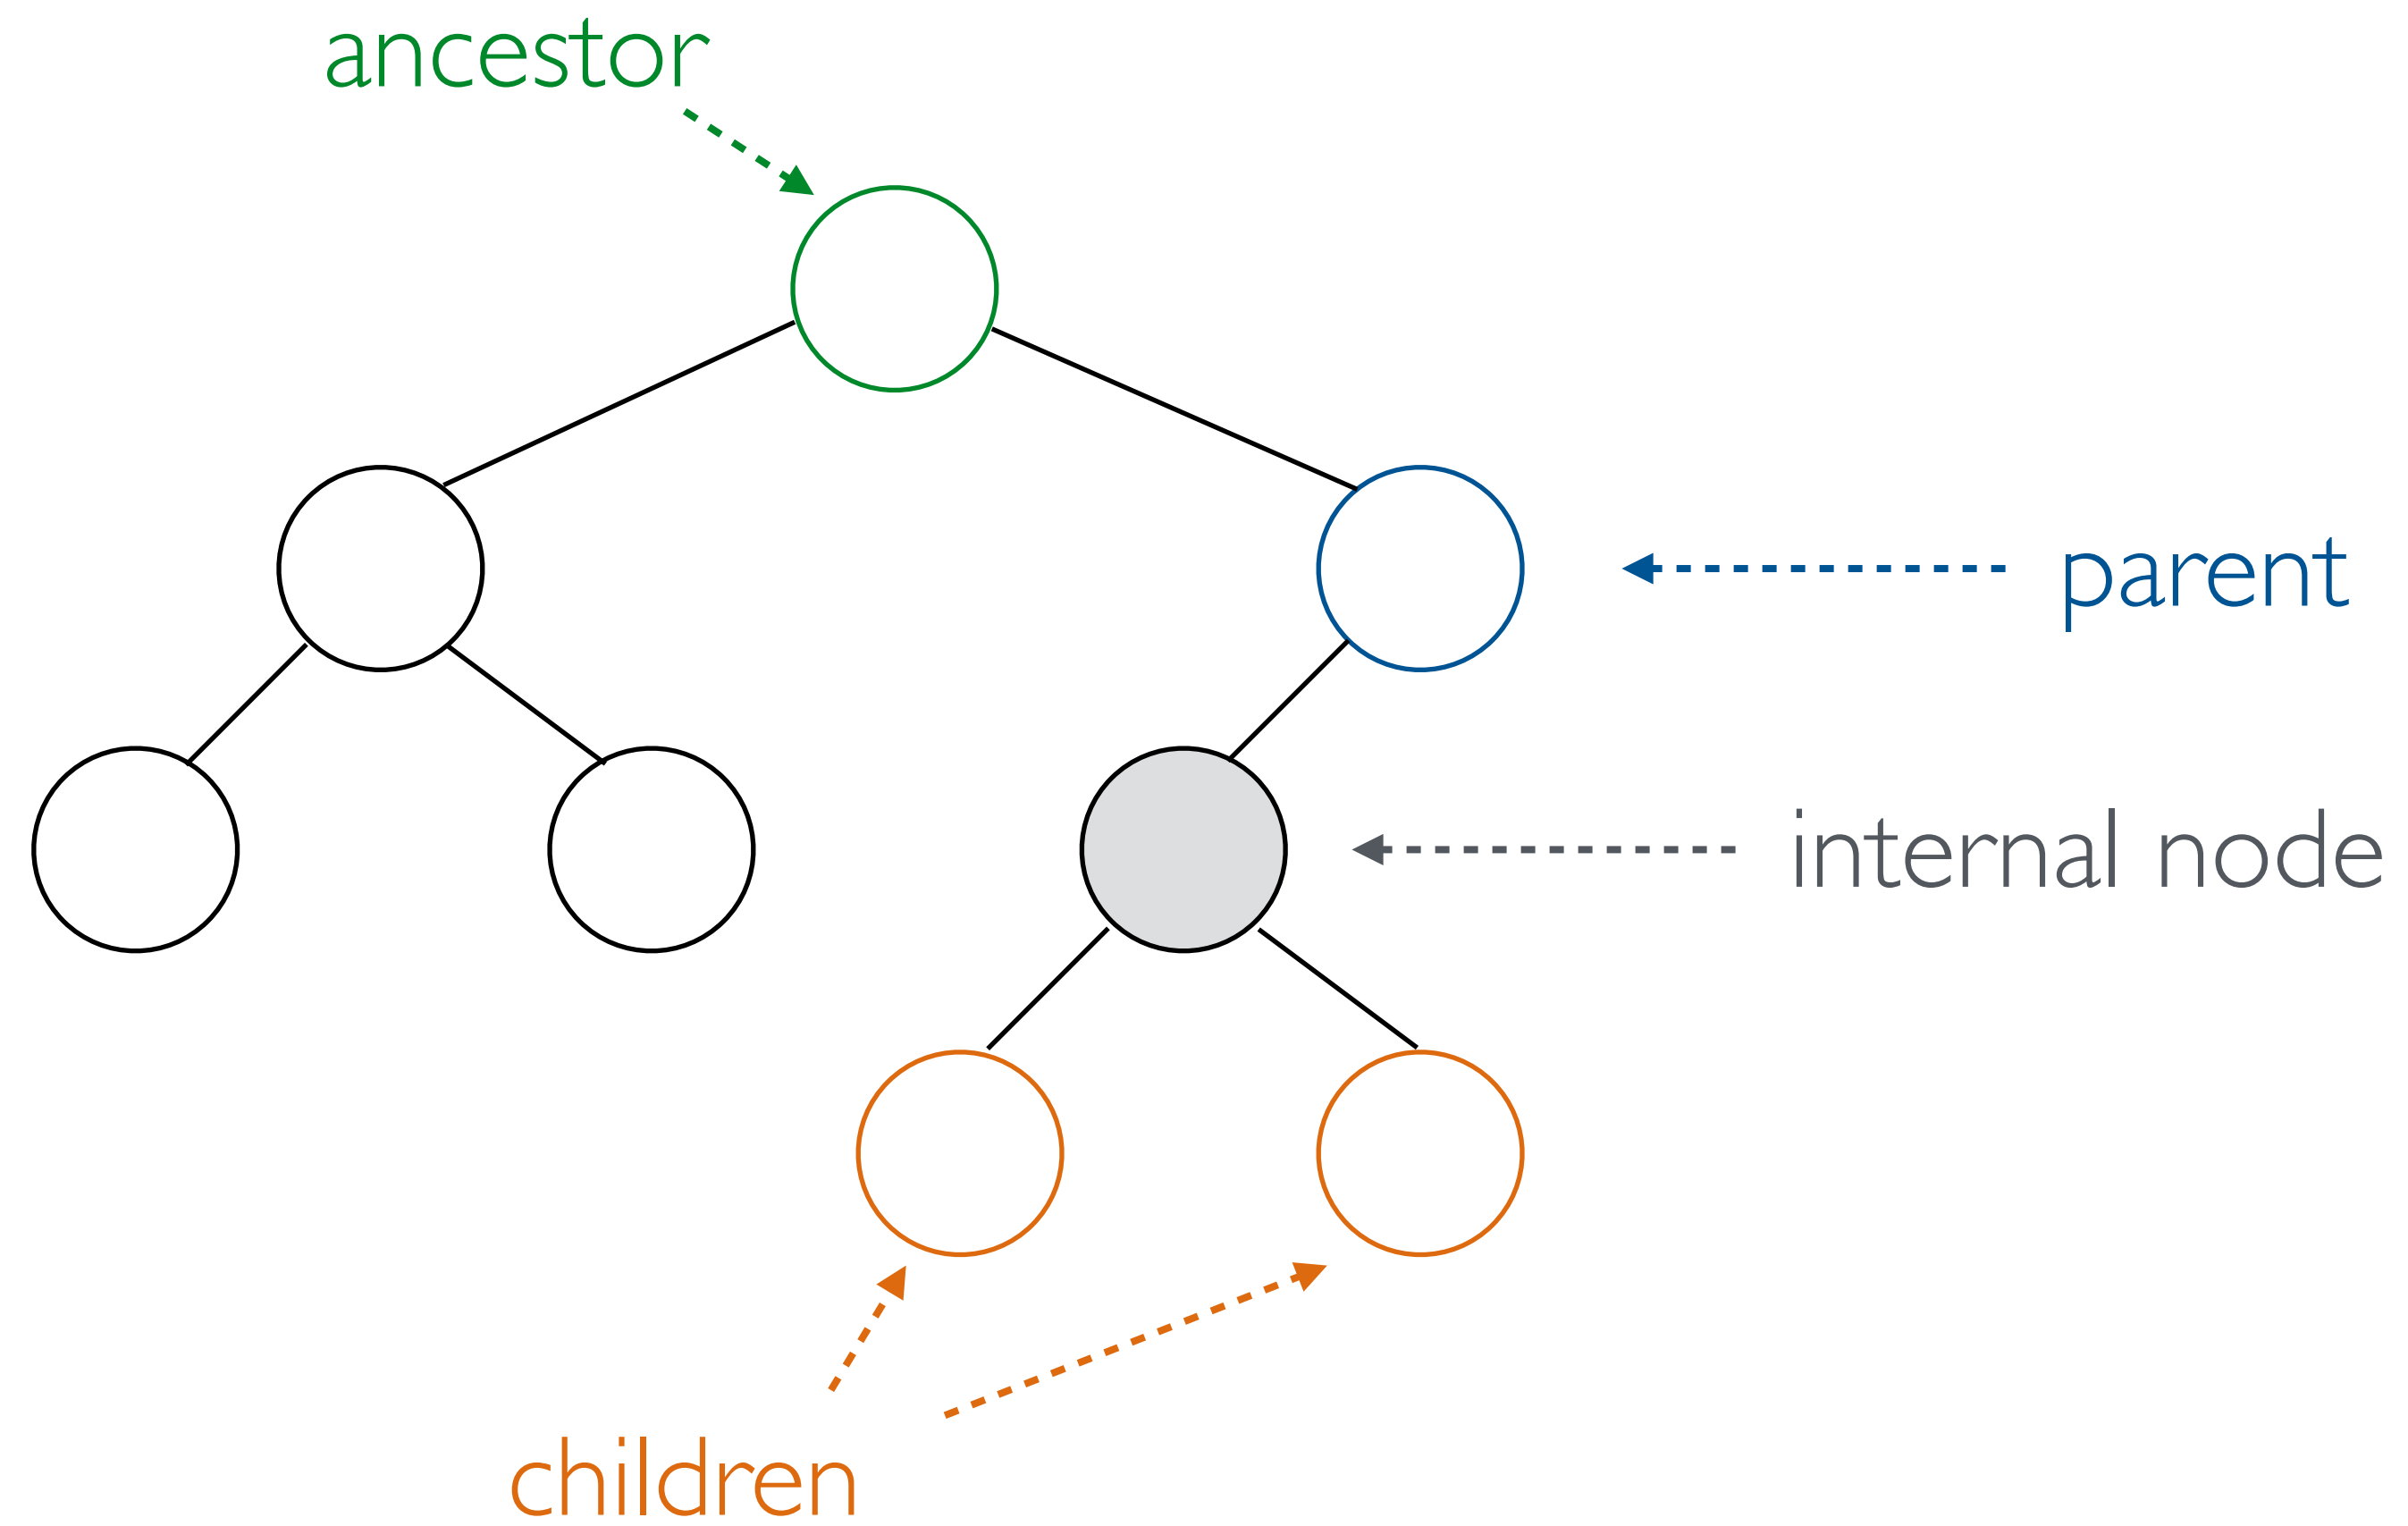 ancestor
parent
internal node
children